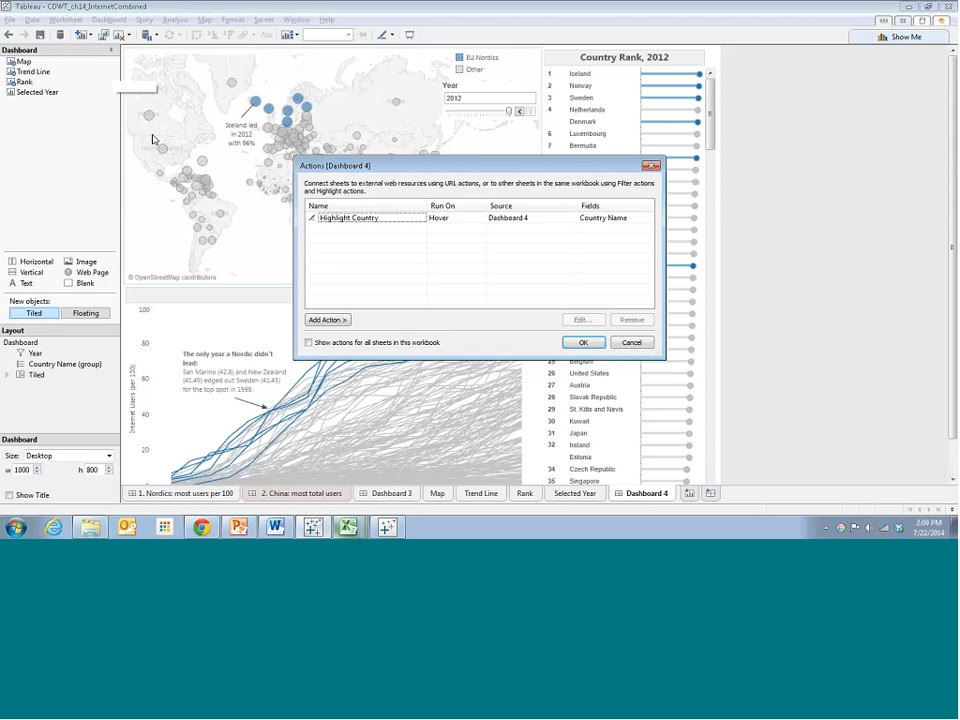 Tableau - CDWT_ch14_InternetCombined
File Data Worksheet Dashboard Story Analysis Map Format Server Window Help
Show Me
Dashboard
Map
Trend Line
Rank
Selected Year
Horizontal
Image
Vertical
Web Page
Text
Blank
New objects:
Tiled
Floating
Layout
Dashboard
Year
Country Name (group)
Tiled
Dashboard
Size: Desktop
w 1000 h 800
Show Title
EU Nordics
Other
Year
2012
Iceland led
in 2012
with 96%
© OpenStreetMap contributors
Country Rank, 2012
1 Iceland
2 Norway
3 Sweden
4 Netherlands
Denmark
6 Luxembourg
7 Bermuda
Actions [Dashboard 4]
Connect sheets to external web resources using URL actions, or to other sheets in the same workbook using Filter actions
and Highlight actions.
Name Run On Source Fields
Highlight Country Hover Dashboard 4 Country Name
Add Action >
Edit...
Remove
Show actions for all sheets in this workbook
OK
Cancel
100
80
60
40
20
Internet Users (per 100)
The only year a Nordic didn't
lead:
San Marino (42.8) and New Zealand
(41.49) edged out Sweden (41.43)
for the top spot in 1999.
26 United States
27 Austria
28 Slovak Republic
29 St. Kitts and Nevis
30 Kuwait
31 Japan
32 Ireland
Estonia
34 Czech Republic
35 Singapore
1. Nordics: most users per 100
2. China: most total users
Dashboard 3
Map
Trend Line
Rank
Selected Year
Dashboard 4
2:09 PM
7/22/2014